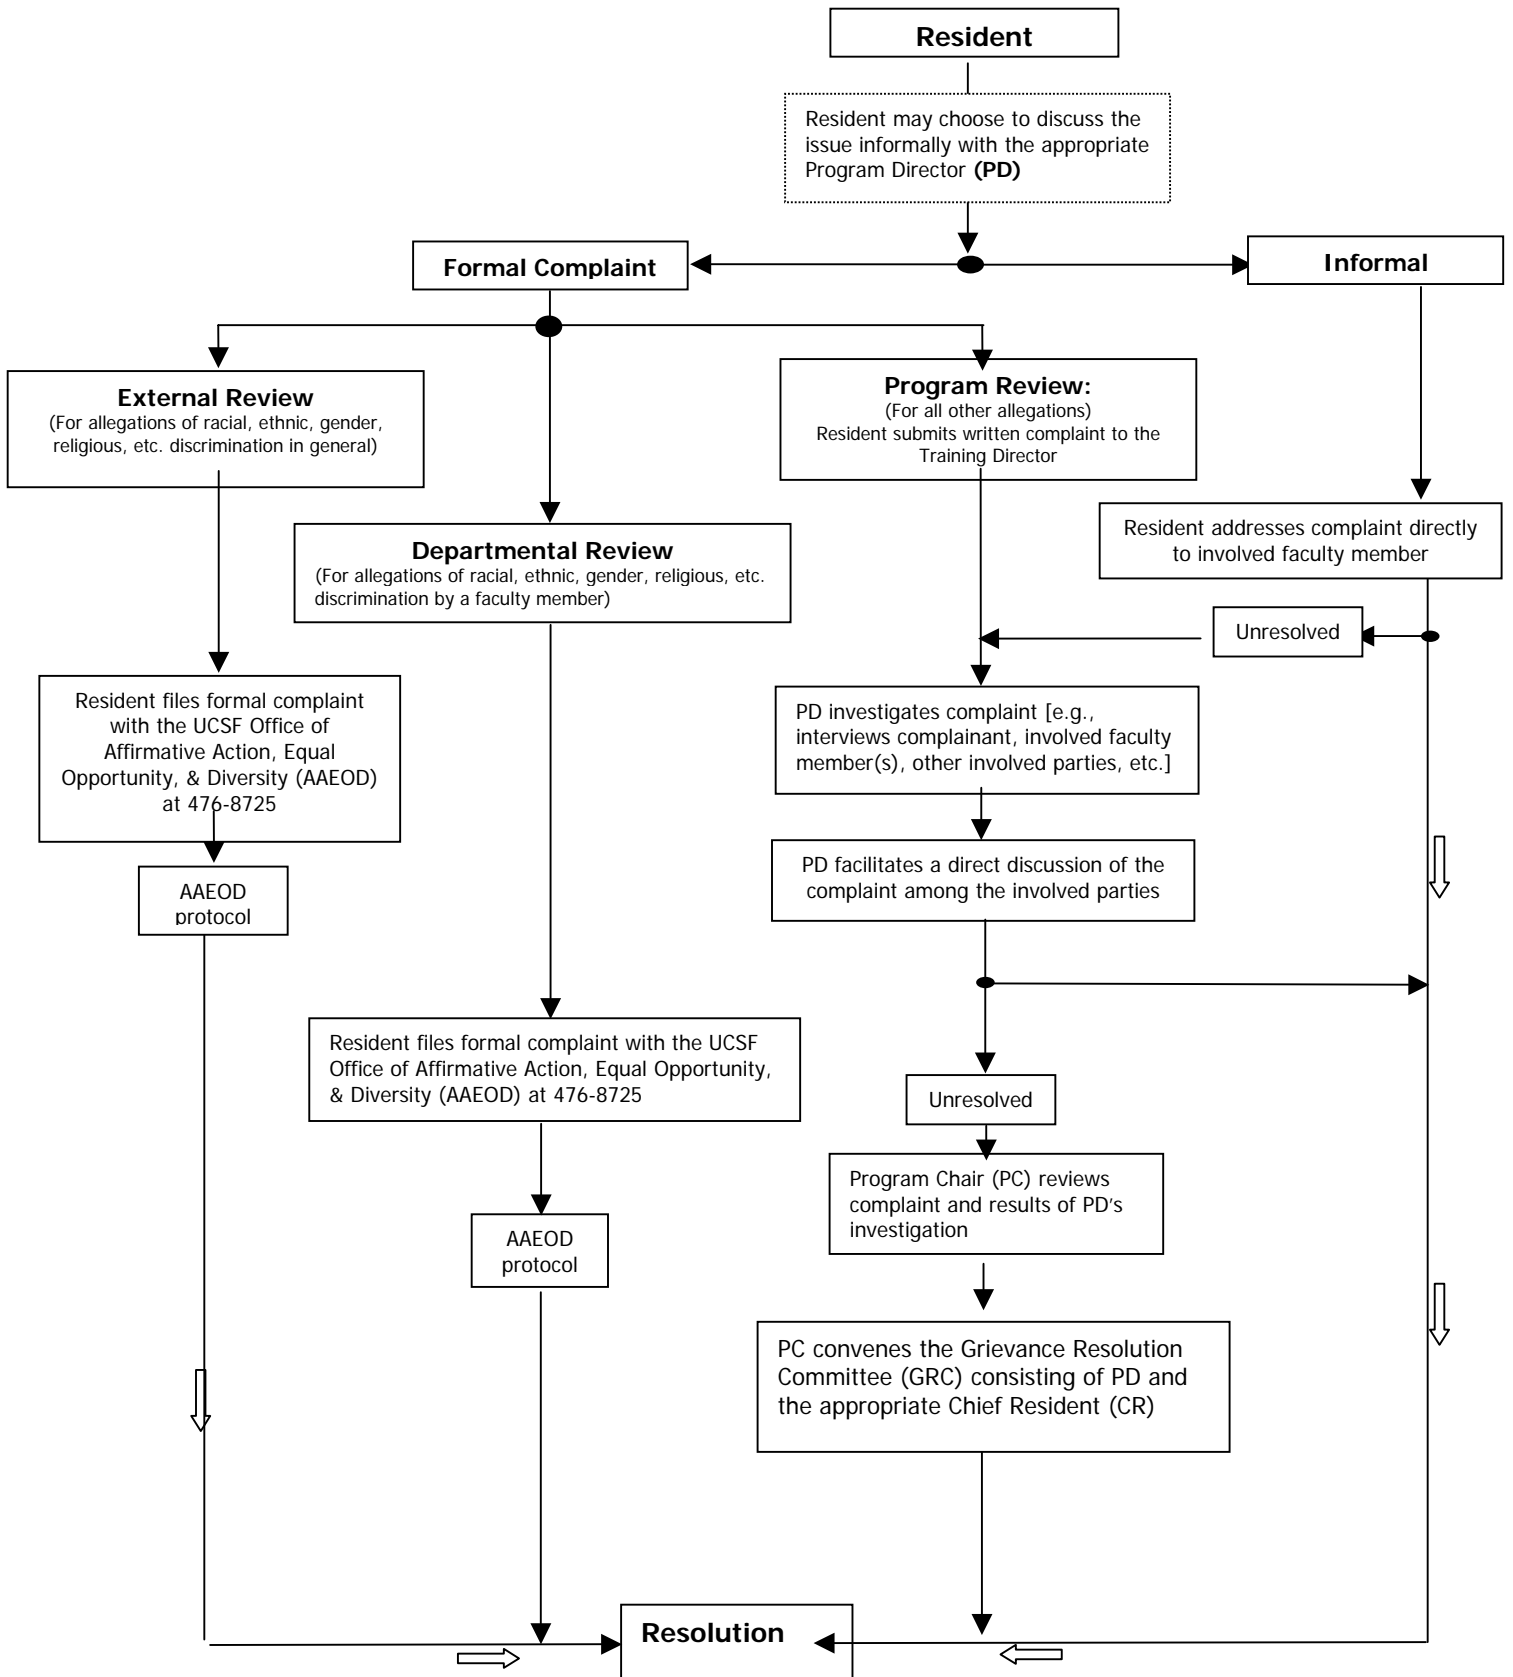 Resident
Resident may choose to discuss the
issue informally with the appropriate
Program Director (PD)
Formal Complaint
Informal
External Review
(For allegations of racial, ethnic, gender,
religious, etc. discrimination in general)
Program Review:
(For all other allegations)
Resident submits written complaint to the
Training Director
Departmental Review
(For allegations of racial, ethnic, gender, religious, etc.
discrimination by a faculty member)
Resident addresses complaint directly
to involved faculty member
Unresolved
Resident files formal complaint
with the UCSF Office of
Affirmative Action, Equal
Opportunity, & Diversity (AAEOD)
at 476-8725
PD investigates complaint [e.g.,
interviews complainant, involved faculty
member(s), other involved parties, etc.]
PD facilitates a direct discussion of the
complaint among the involved parties
AAEOD
protocol
Resident files formal complaint with the UCSF
Office of Affirmative Action, Equal Opportunity,
& Diversity (AAEOD) at 476-8725
Unresolved
Program Chair (PC) reviews
complaint and results of PD's
investigation
AAEOD
protocol
PC convenes the Grievance Resolution
Committee (GRC) consisting of PD and
the appropriate Chief Resident (CR)
Resolution